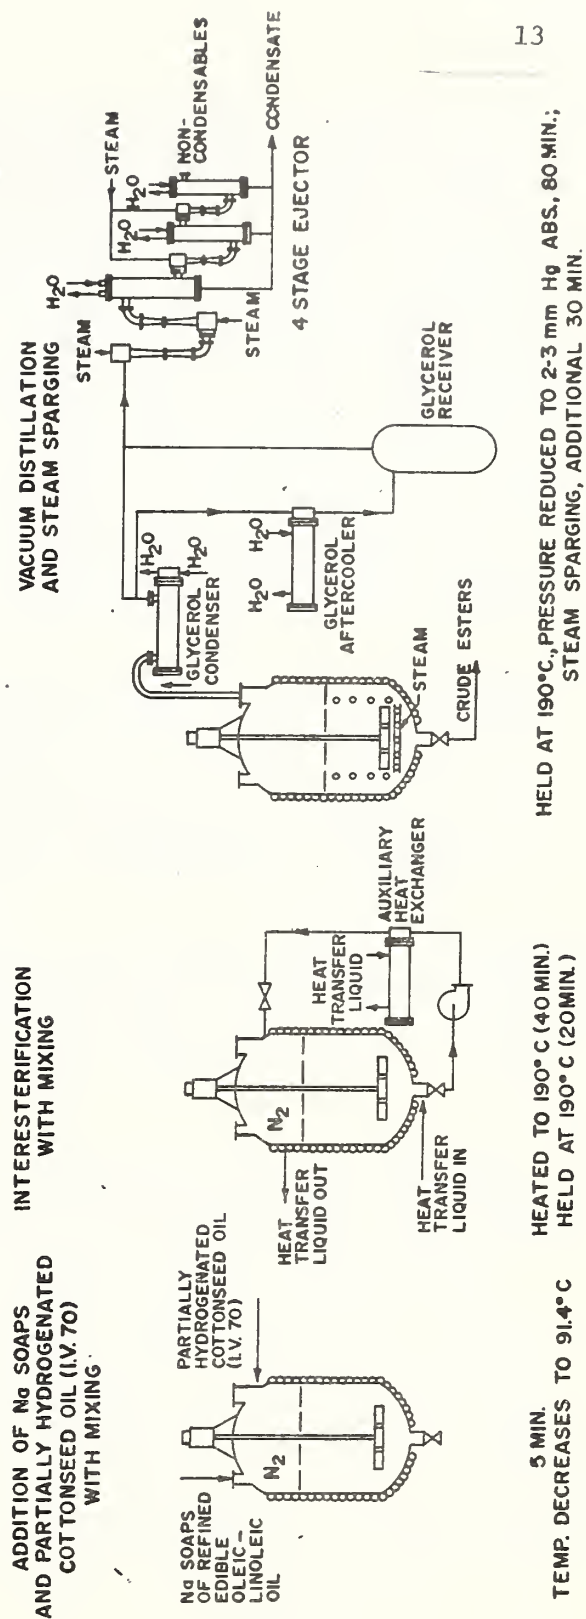 13
ADDITION OF Na SOAPS
AND PARTIALLY HYDROGENATED
COTTONSEED OIL (I.V. 70)
WITH MIXING
Na SOAPS
OF REFINED
EDIBLE
OLEIC-
LINOLEIC
OIL
N2
PARTIALLY
HYDROGENATED
COTTONSEED OIL
(I.V. 70)
5 MIN.
TEMP. DECREASES TO 91.4°C
INTERESTERIFICATION
WITH MIXING
N2
HEAT
TRANSFER
LIQUID OUT
HEAT
TRANSFER
LIQUID IN
HEAT
TRANSFER
LIQUID
AUXILIARY
HEAT
EXCHANGER
HEATED TO 190°C (40MIN.)
HELD AT 190°C (20MIN.)
VACUUM DISTILLATION
AND STEAM SPARGING
GLYCEROL
CONDENSER
H2O
H2O
STEAM
CRUDE ESTERS
H2O
H2O
GLYCEROL
AFTERCOOLER
GLYCEROL
RECEIVER
STEAM
STEAM
H2O
H2O
H2O
STEAM
NON-
CONDENSABLES
CONDENSATE
4 STAGE EJECTOR
HELD AT 190°C., PRESSURE REDUCED TO 2-3 mm Hg ABS., 80 MIN.;
STEAM SPARGING, ADDITIONAL 30 MIN.